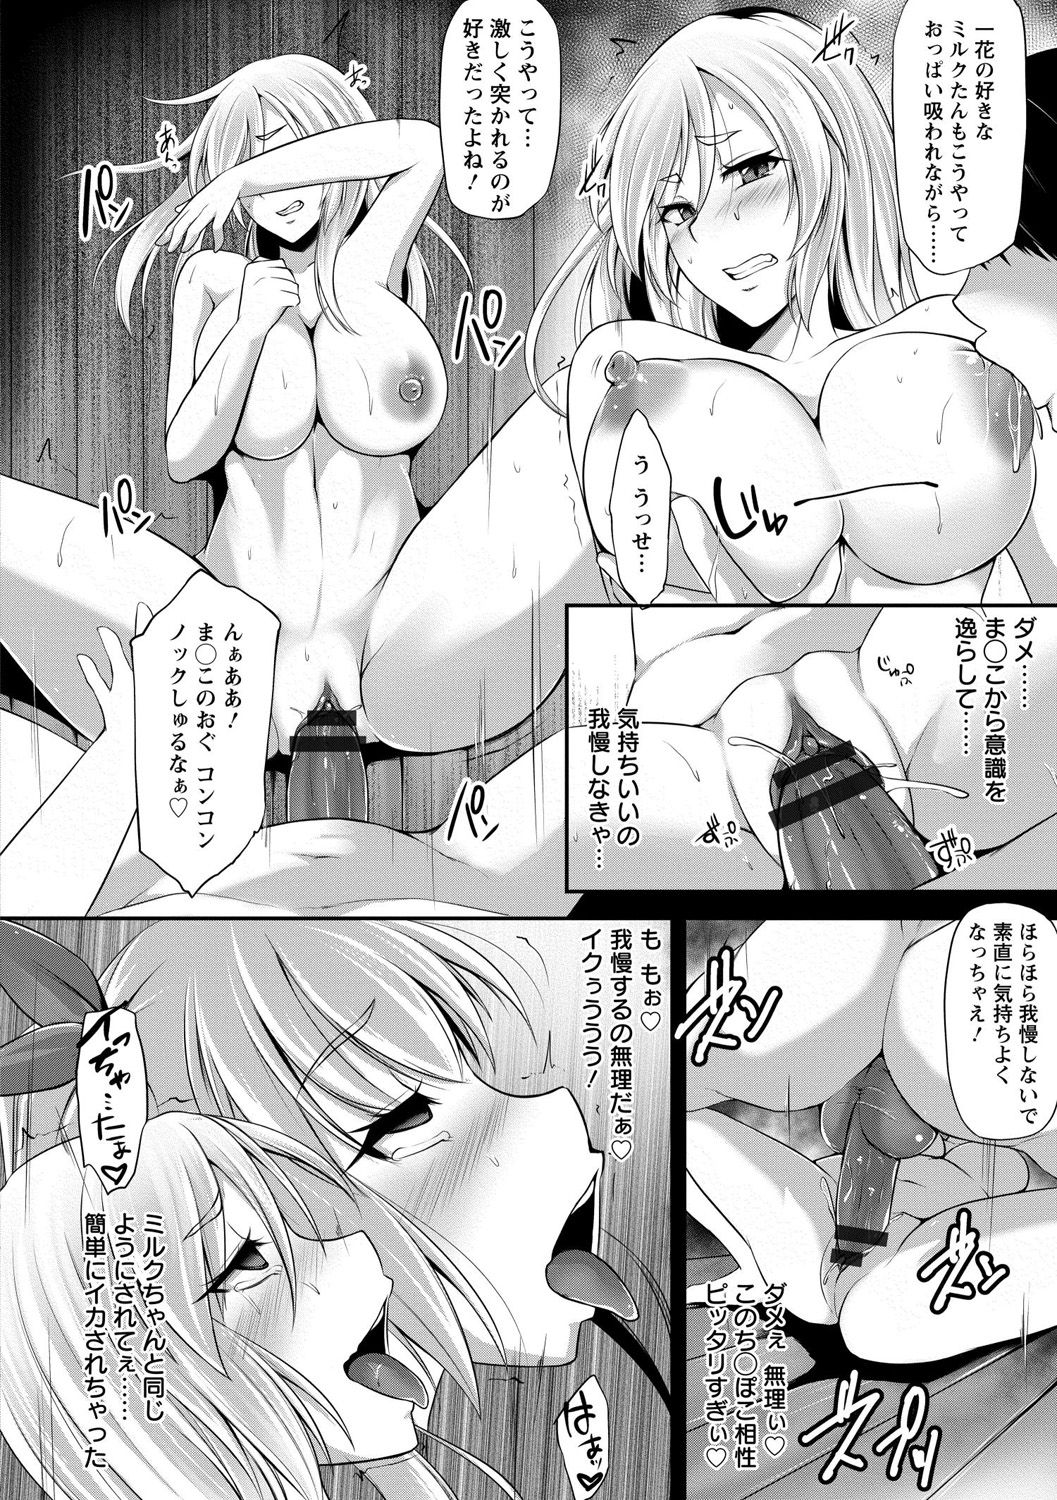 一花の好きな
ミルクたんもこうやって
おっぱい吸われながら……
こうやって…
激しく突かれるのが
好きだったよね！
う うっせ…
ぢゅ
パン
パン
パン
パン
パン
んぁああ！
ま〇このおぐ コンコン
ノックしゅるなぁ♡
ダメ……
ま〇こから意識を
逸らして……
気持ちいいの
我慢しなきゃ…
ほらほら我慢しないで
素直に気持ちよく
なっちゃえ！
ダメぇ 無理ぃ♡
このち〇ぽこ相性
ピッタリすぎぃ♡
も もぉ♡
我慢するの無理だぁ♡
イクぅううう！
イっちゃ…たぁ♡
ミルクちゃんと同じ
ようにされてぇ……
簡単にイカされちゃった
はぁッ♡